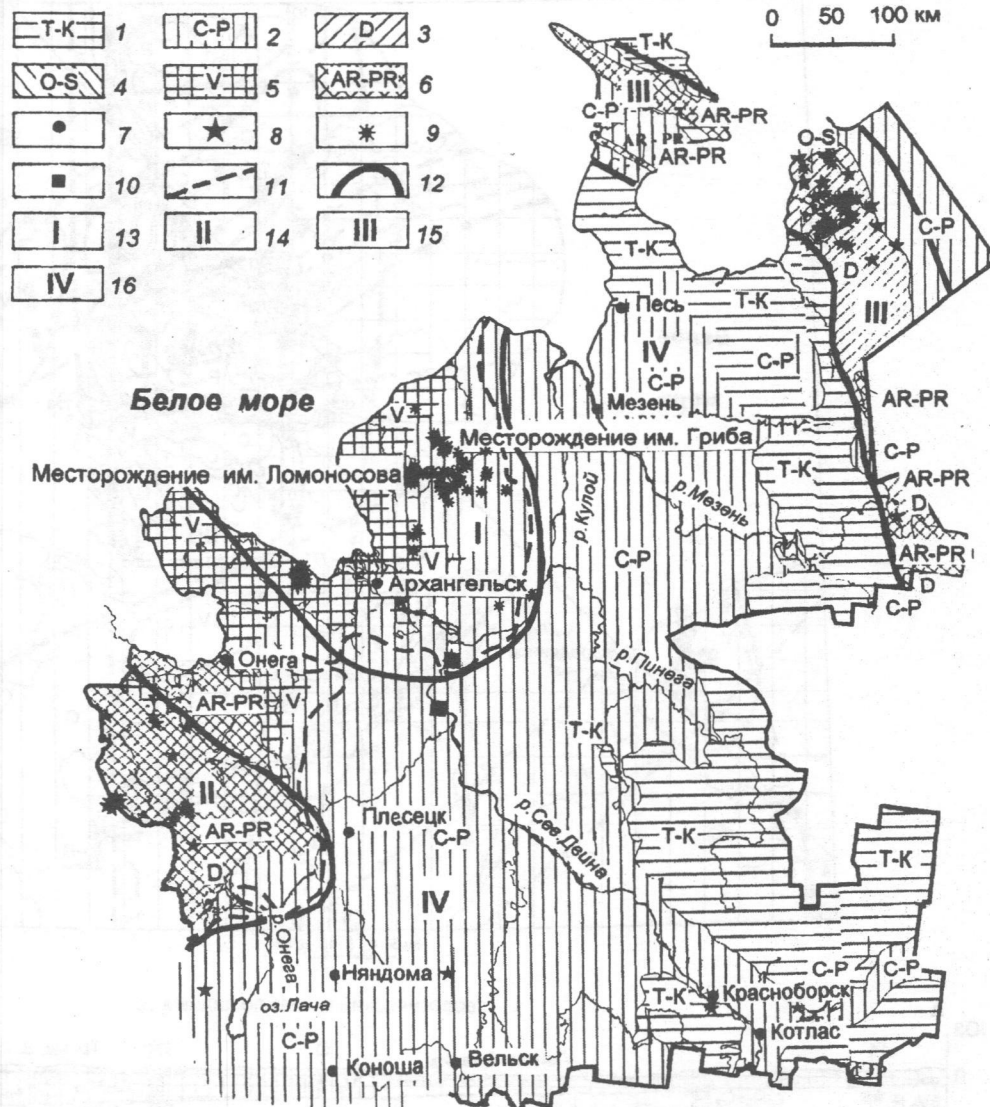 T-K 1
C-P 2
D 3
O-S 4
V 5
AR-PR 6
7
8
9
10
11
12
I 13
II 14
III 15
IV 16
0 50 100 км
T-K
III
C-P
AR-PR
AR-PR
AR-PR
O-S
C-P
T-K
D
T-K
III
Песь
IV
C-P
C-P
AR-PR
Мезень
Белое море
V
Месторождение им. Гриба
C-P
Месторождение им. Ломоносова
T-K
AR-PR
р. Мезень
I
р. Кулой
D
V
V
C-P
AR-PR
Архангельск
D
C-P
Онега
р. Пинега
AR-PR
V
T-K
II
Плесецк
C-P
р. Сев. Двина
AR-PR
T-K
T-K
D
IV
р. Онега
C-P
C-P
Няндома
T-K
Красноборск
оз. Лача
Котлас
C-P
Коноша
Вельск
C-P